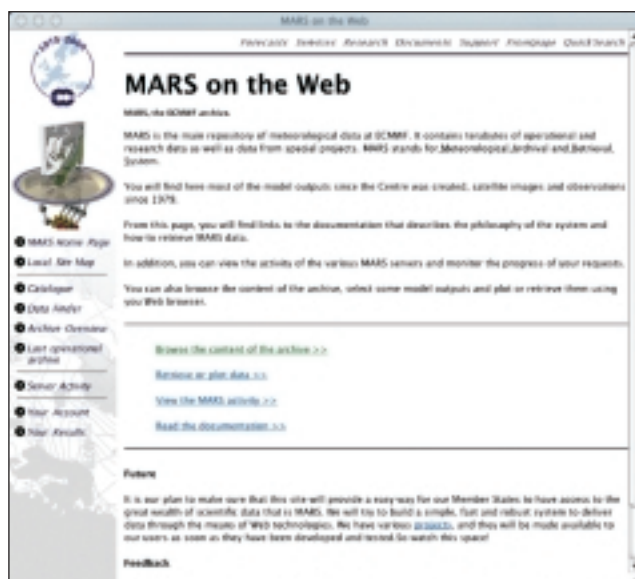 MARS on the Web
Forecasts Services Research Documents Support Frontpage QuickSearch
MARS on the Web
MARS, the ECMWF archive.
MARS is the main repository of meteorological data at ECMWF. It contains terabytes of operational and
research data as well as data from special projects. MARS stands for Meteorological Archival and Retrieval
System.
You will find here most of the model outputs since the Centre was created, satellite images and observations
since 1979.
From this page, you will find links to the documentation that describes the philosophy of the system and
how to retrieve MARS data.
In addition, you can view the activity of the various MARS servers and monitor the progress of your requests.
You can also browse the content of the archive, select some model outputs and plot or retrieve them using
you Web browser.
MARS Home Page
Local Site Map
Catalogue
Data Finder
Archive Overview
Last operational
archive
Server Activity
Your Account
Your Results
Browse the content of the archive >>
Retrieve or plot data >>
View the MARS activity >>
Read the documentation >>
Future
It is our plan to make sure that this site will provide a easy way for our Member States to have access to the
great wealth of scientific data that is MARS. We will try to build a simple, fast and robust system to deliver
data through the means of Web technologies. We have various projects, and they will be made available to
our users as soon as they have been developed and tested.So watch this space!
Feedback